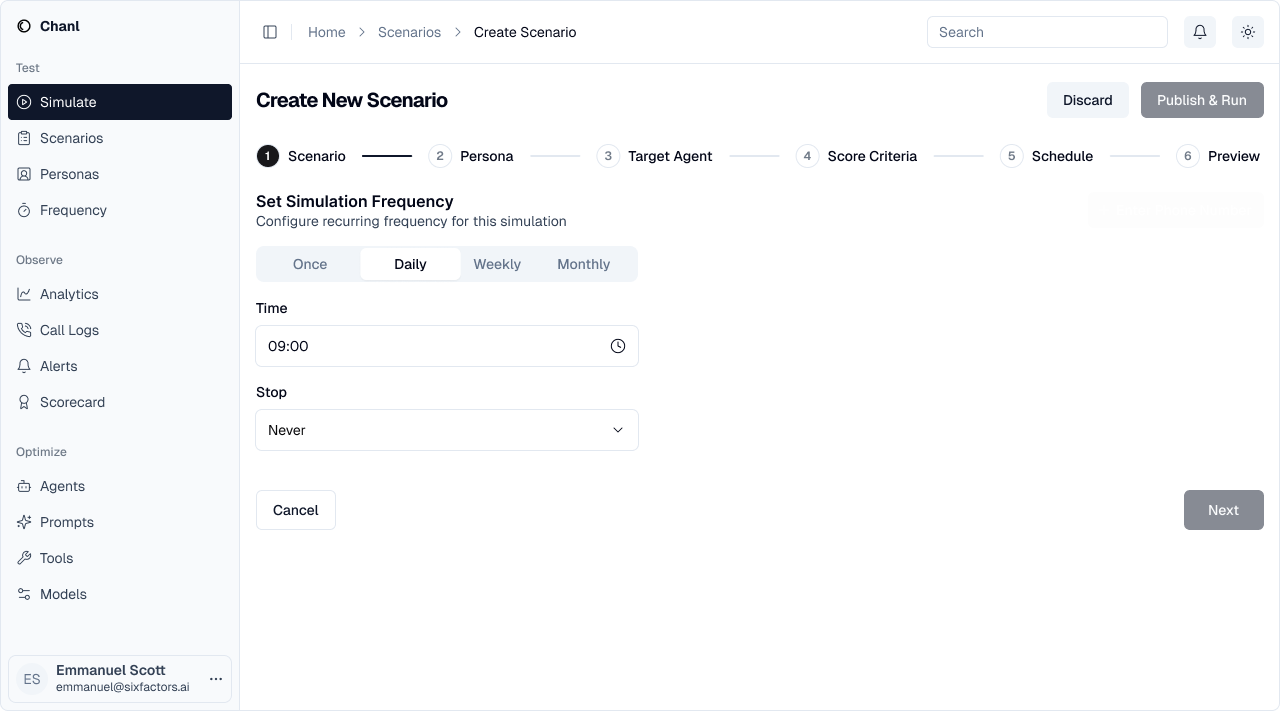 Chanl
Test
Simulate
Scenarios
Personas
Frequency
Observe
Analytics
Call Logs
Alerts
Scorecard
Optimize
Agents
Prompts
Tools
Models
ES
Emmanuel Scott
emmanuel@sixfactors.ai
Home > Scenarios > Create Scenario
Search
Create New Scenario
Discard
Publish & Run
1 Scenario
2 Persona
3 Target Agent
4 Score Criteria
5 Schedule
6 Preview
Set Simulation Frequency
Configure recurring frequency for this simulation
Once
Daily
Weekly
Monthly
Time
09:00
Stop
Never
Cancel
Next